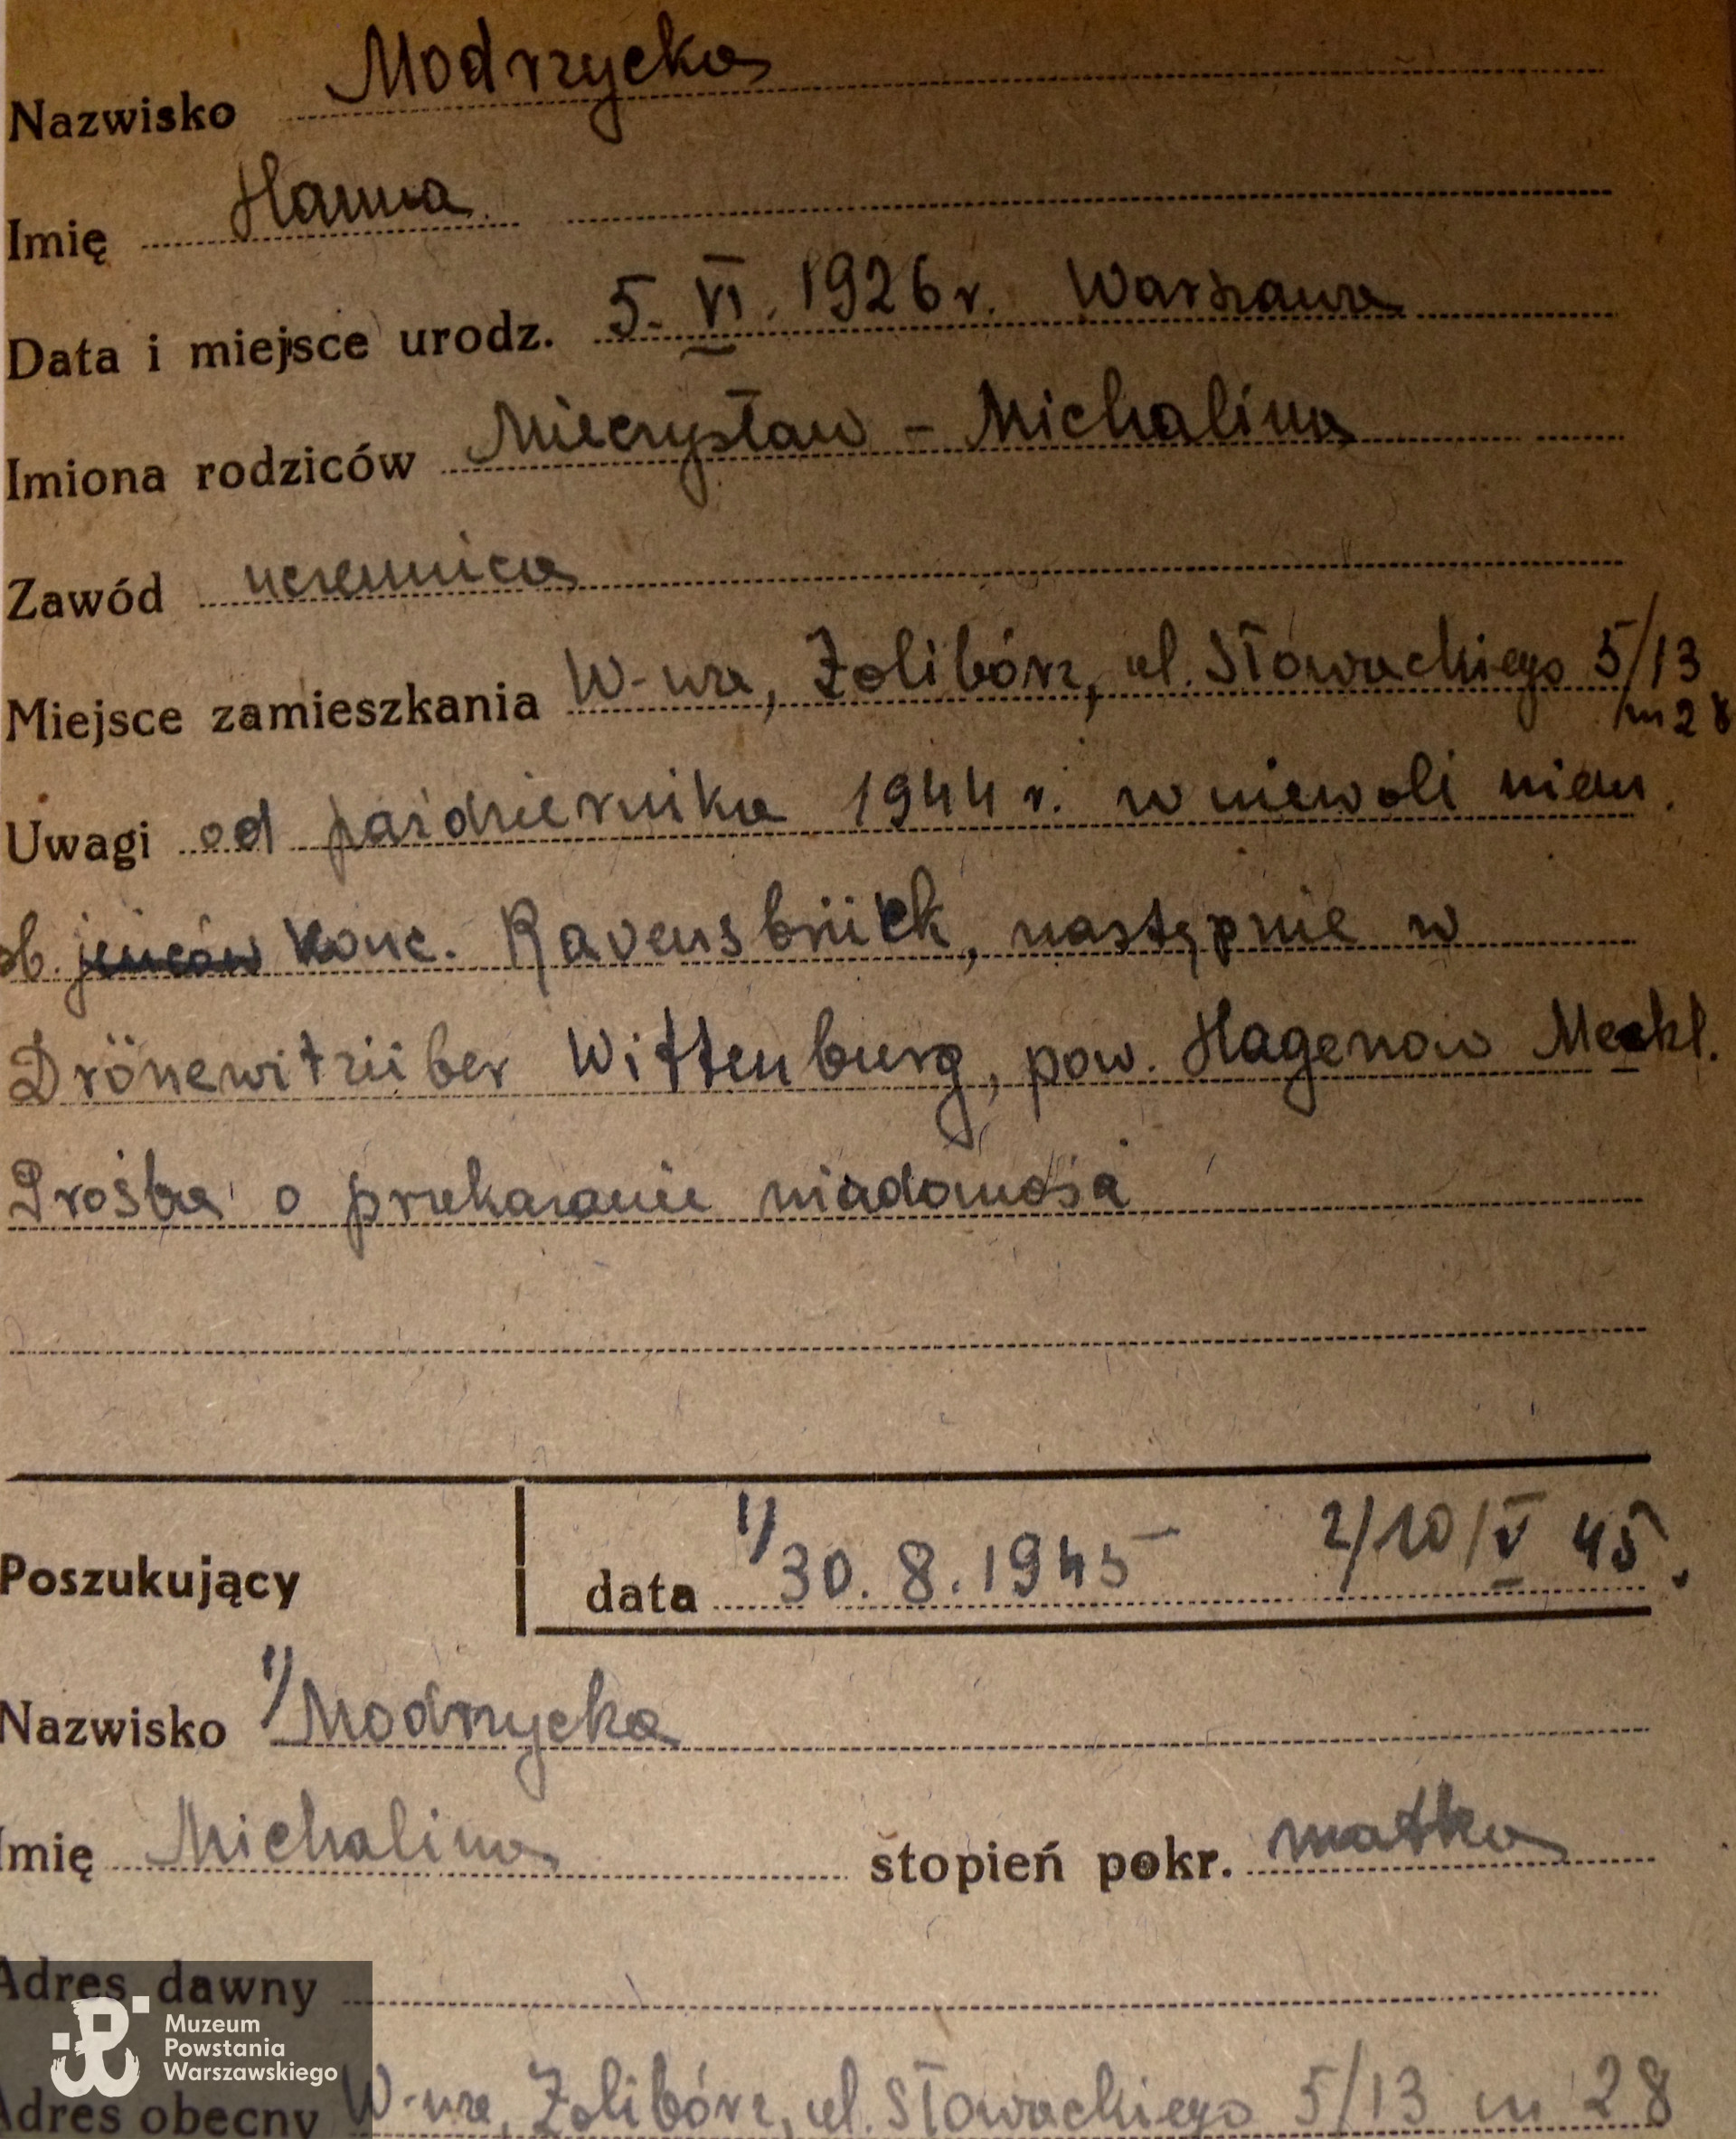 Nazwisko Modrzycka
Imię Hanna
Data i miejsce urodz. 5. VI. 1926 r. Warszawa
Imiona rodziców Mieczysław – Michalina
Zawód uczennica
Miejsce zamieszkania W-wa, Żolibórz, ul. Słowackiego 5/13
m 28
Uwagi od października 1944 r. w niewoli niem.
ob. jeńców konc. Ravensbrück, następnie w
Drönewitz über Wittenburg, pow. Hagenow Meckl.
Prośba o przekazanie wiadomości
Poszukujący data 1/ 30. 8. 1945 2/ 10/V 45.
Nazwisko 1/ Modrzycka
Imię Michalina stopień pokr. matka
Adres dawny
Adres obecny W-wa, Żolibórz, ul. Słowackiego 5/13 m 28
Muzeum
Powstania
Warszawskiego